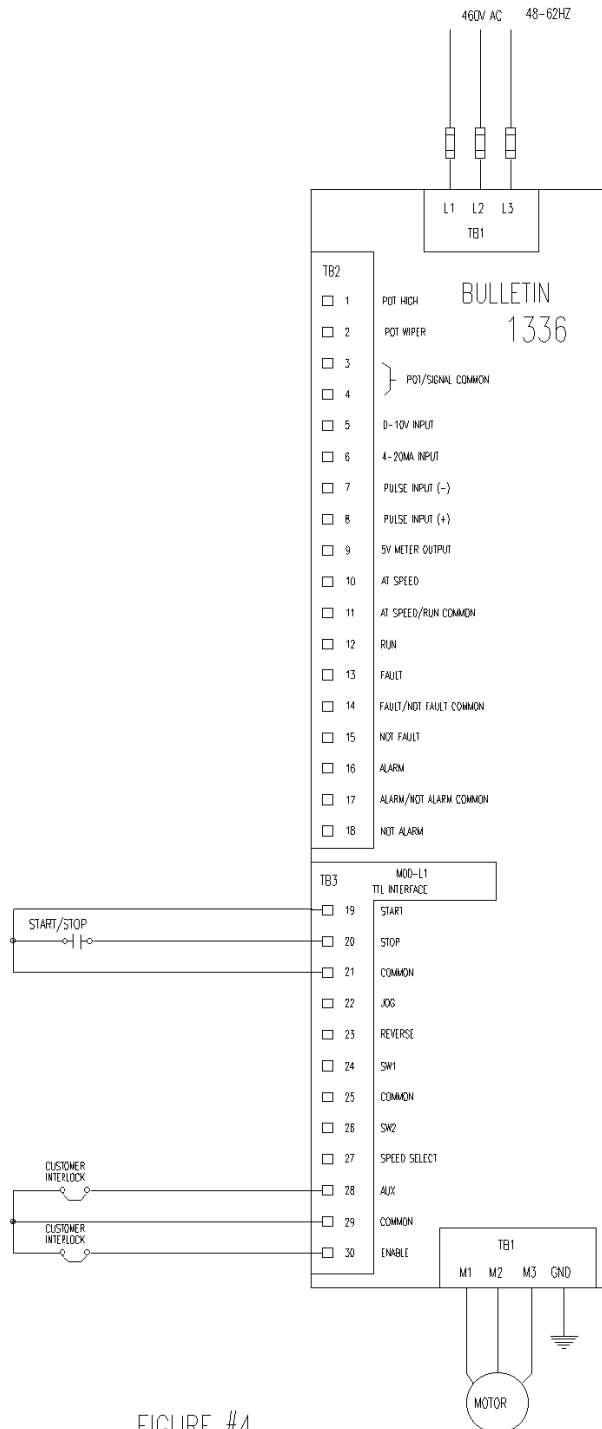 460V AC 48-62HZ
L1 L2 L3
TB1
BULLETIN
1336
TB2
1 POT HIGH
2 POT WIPER
3
POT/SIGNAL COMMON
4
5 0-10V INPUT
6 4-20MA INPUT
7 PULSE INPUT (-)
8 PULSE INPUT (+)
9 5V METER OUTPUT
10 AT SPEED
11 AT SPEED/RUN COMMON
12 RUN
13 FAULT
14 FAULT/NOT FAULT COMMON
15 NOT FAULT
16 ALARM
17 ALARM/NOT ALARM COMMON
18 NOT ALARM
TB3
MOD-L1
TTL INTERFACE
19 START
START/STOP
20 STOP
21 COMMON
22 JOG
23 REVERSE
24 SW1
25 COMMON
26 SW2
27 SPEED SELECT
CUSTOMER
INTERLOCK
28 AUX
29 COMMON
CUSTOMER
INTERLOCK
30 ENABLE
TB1
M1 M2 M3 GND
MOTOR
FIGURE #4